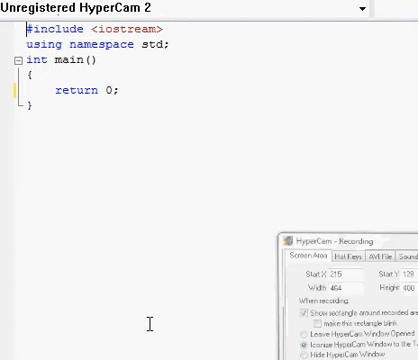 Unregistered HyperCam 2
#include <iostream>
using namespace std;
int main()
{
return 0;
}
HyperCam - Recording
Screen Area Hot Keys AVI File Sound
Start X 215 Start Y 128
Width 464 Height 400
When recording:
Show rectangle around recorded are
make this rectangle blink
Leave HyperCam Window Opened
Iconize HyperCam Window to the T
Hide HyperCam Window